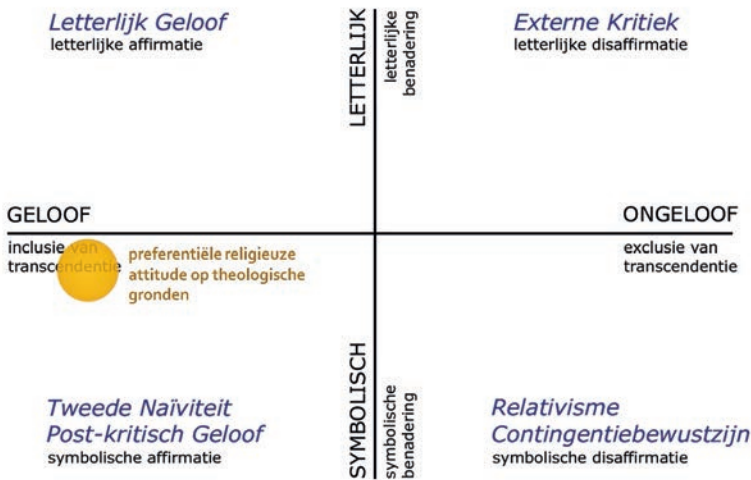 Letterlijk Geloof
letterlijke affirmatie
LETTERLIJK
letterlijke
benadering
Externe Kritiek
letterlijke disaffirmatie
GELOOF
inclusie van
transcendentie
ONGELOOF
exclusie van
transcendentie
preferentiële religieuze
attitude op theologische
gronden
Tweede Naïviteit
Post-kritisch Geloof
symbolische affirmatie
SYMBOLISCH
symbolische
benadering
Relativisme
Contingentiebewustzijn
symbolische disaffirmatie